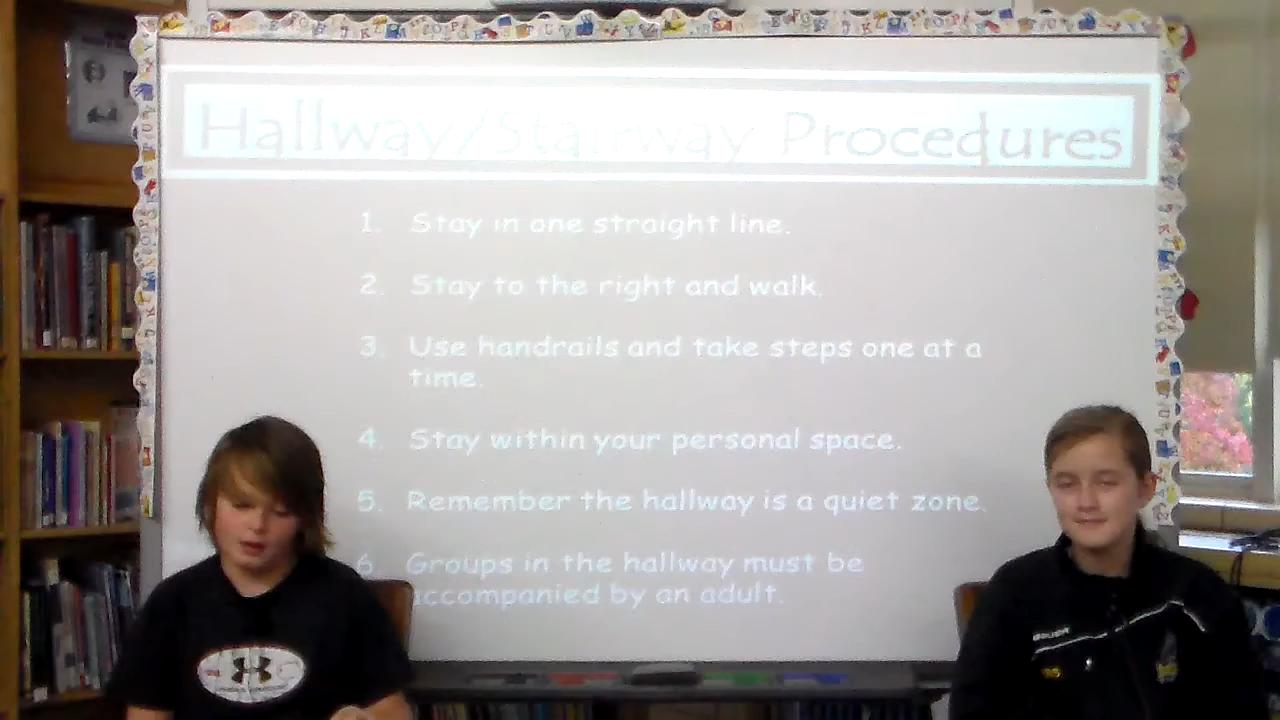 Hallway/Stairway Procedures
1. Stay in one straight line.
2. Stay to the right and walk.
3. Use handrails and take steps one at a
time.
4. Stay within your personal space.
5. Remember the hallway is a quiet zone.
6. Groups in the hallway must be
accompanied by an adult.
BAUER